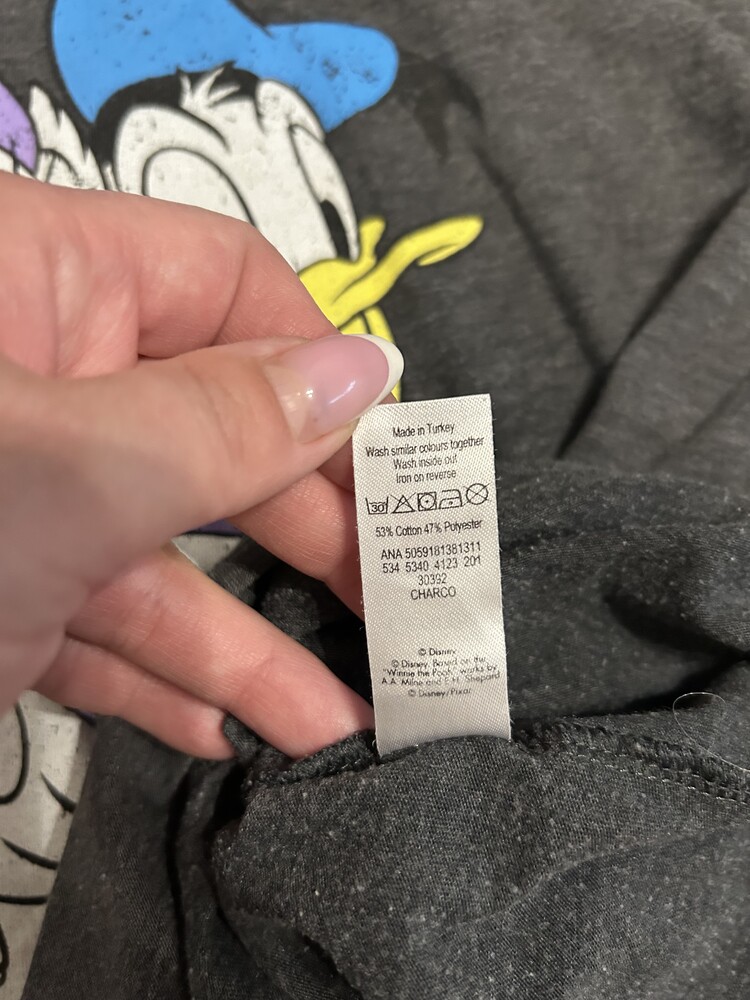 Made in Turkey
Wash similar colours together
Wash inside out
Iron on reverse
30
53% Cotton 47% Polyester
ANA 5059181381311
534 5340 4123 201
30392
CHARCO
© Disney
© Disney. Based on the
"Winnie the Pooh" works by
A.A. Milne and E.H. Shepard
© Disney/Pixar